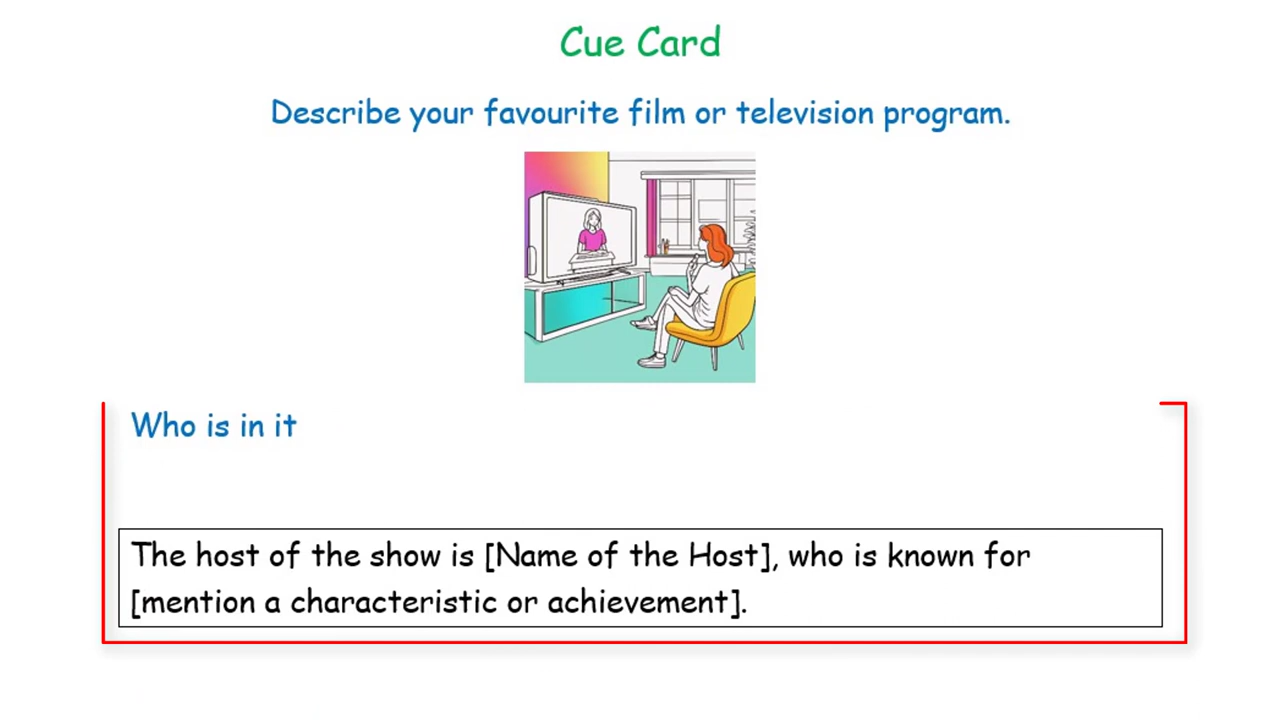 Cue Card
Describe your favourite film or television program.
Who is in it
The host of the show is [Name of the Host], who is known for
[mention a characteristic or achievement].